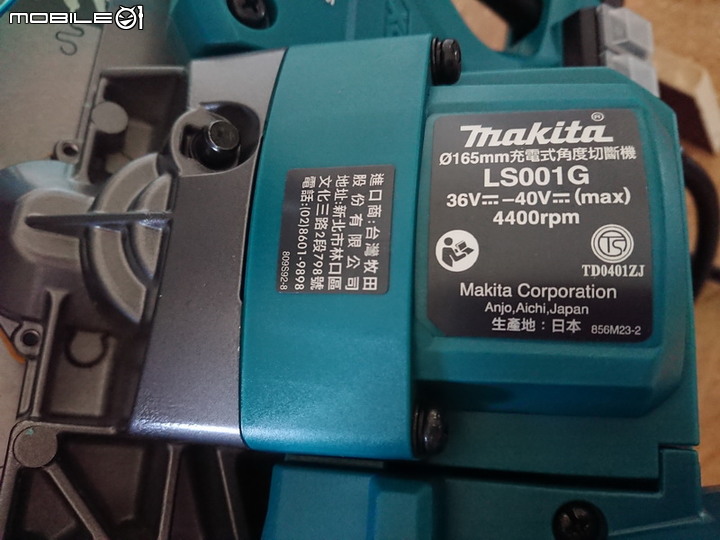 MOBILE01
makita®
Ø165mm充電式角度切斷機
LS001G
36V⎓-40V⎓(max)
4400rpm
TS
TD0401ZJ
Makita Corporation
Anjo,Aichi,Japan
生產地：日本 856M23-2
進口商：台灣牧田
股份有限公司
地址:新北市林口區
文化三路2段798號
電話:(02)8601-9898
809S92-8